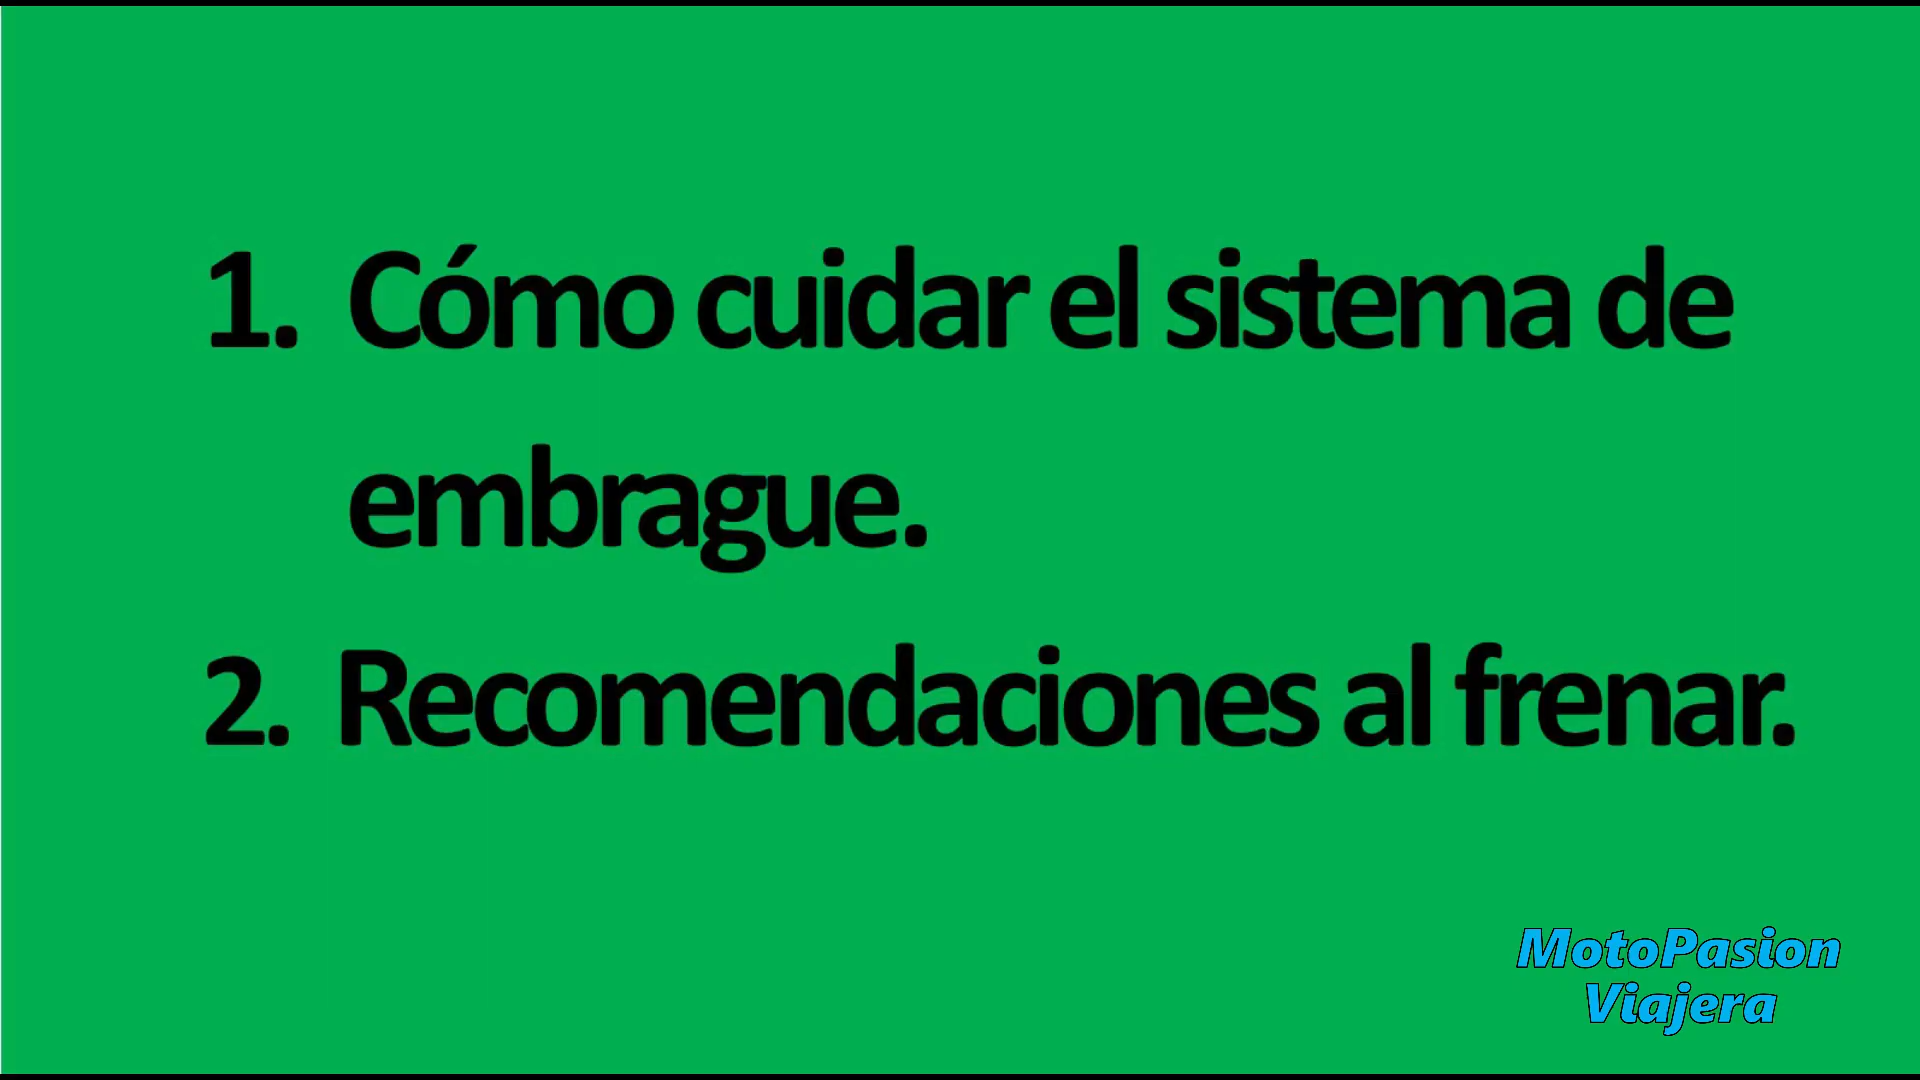 1. Cómo cuidar el sistema de
embrague.
2. Recomendaciones al frenar.
MotoPasion
Viajera